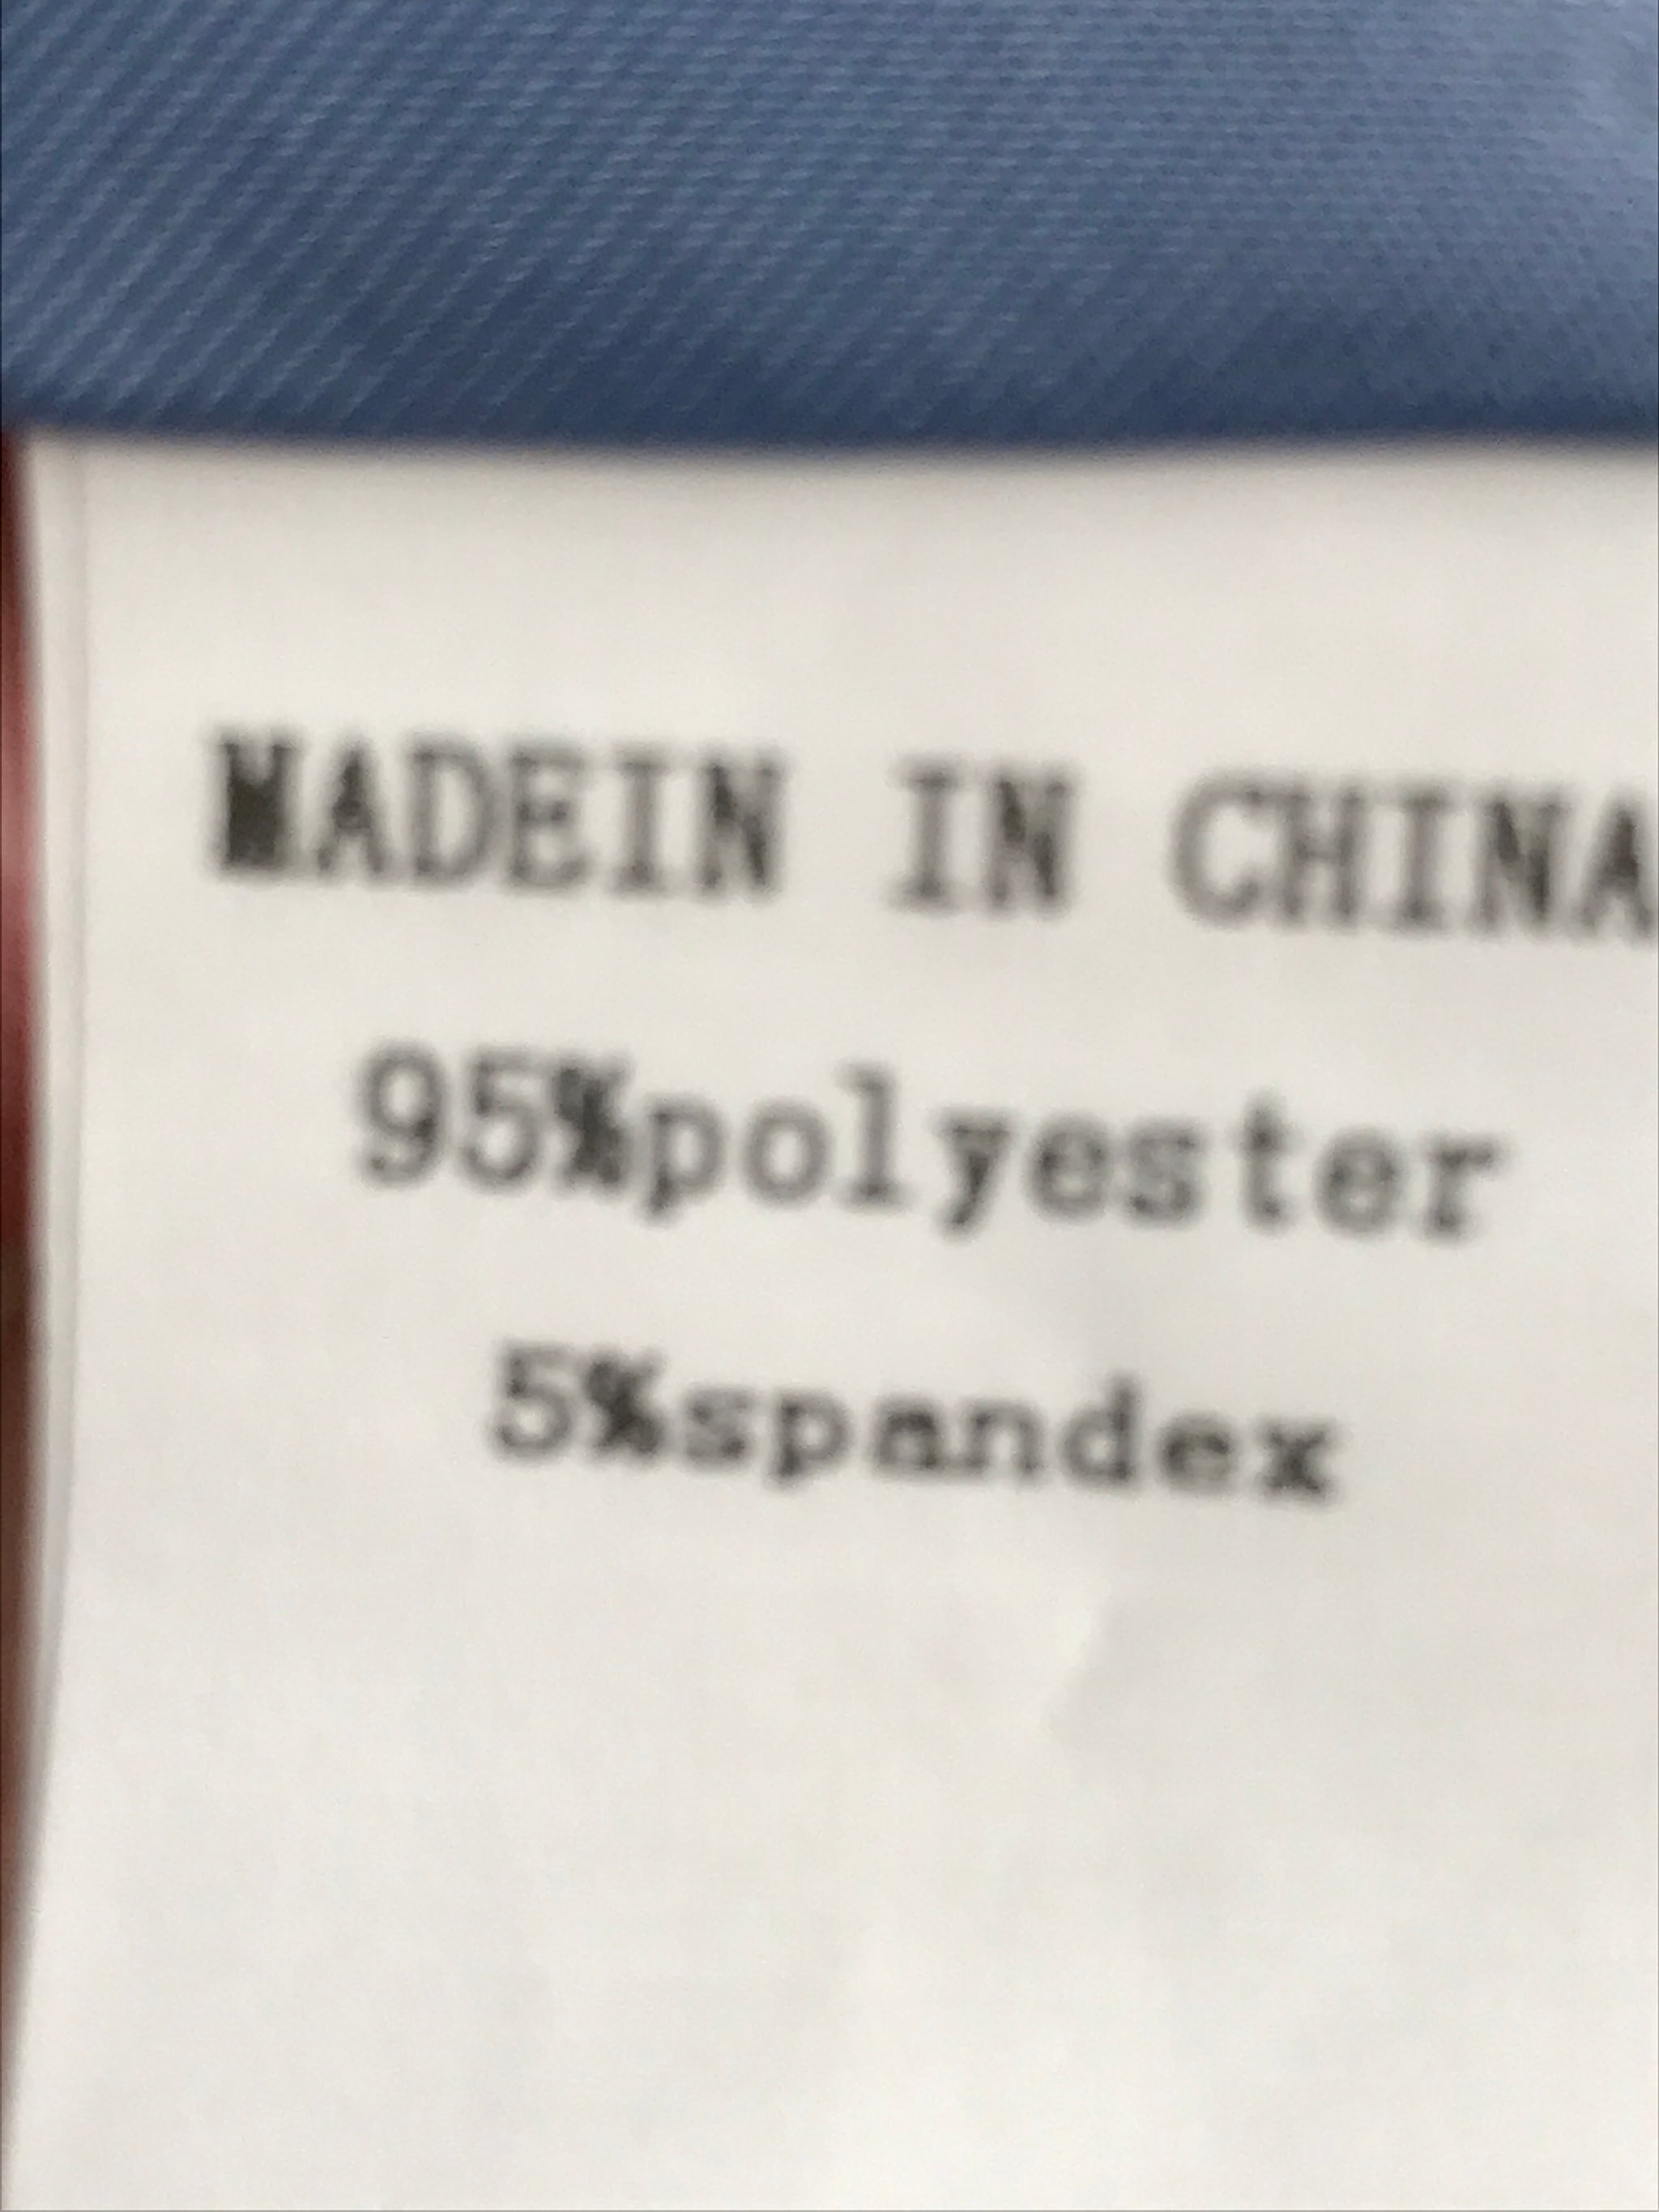 MADEIN IN CHINA
95%polyester
5%spandex